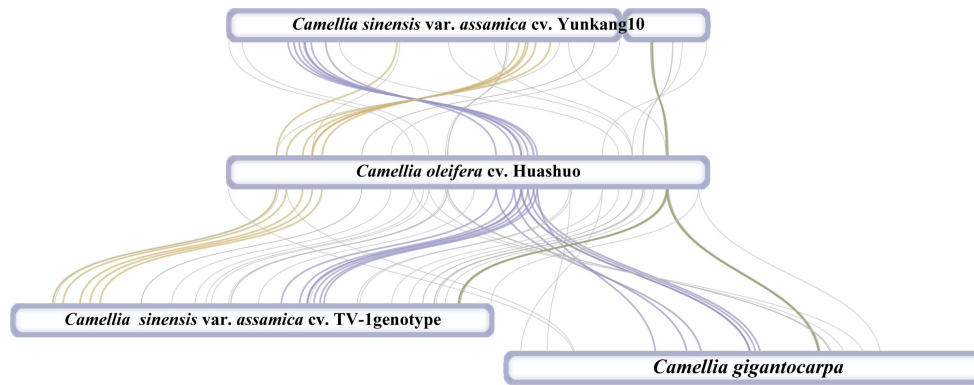 Camellia sinensis var. assamica cv. Yunkang10
Camellia oleifera cv. Huashuo
Camellia sinensis var. assamica cv. TV-1genotype
Camellia gigantocarpa